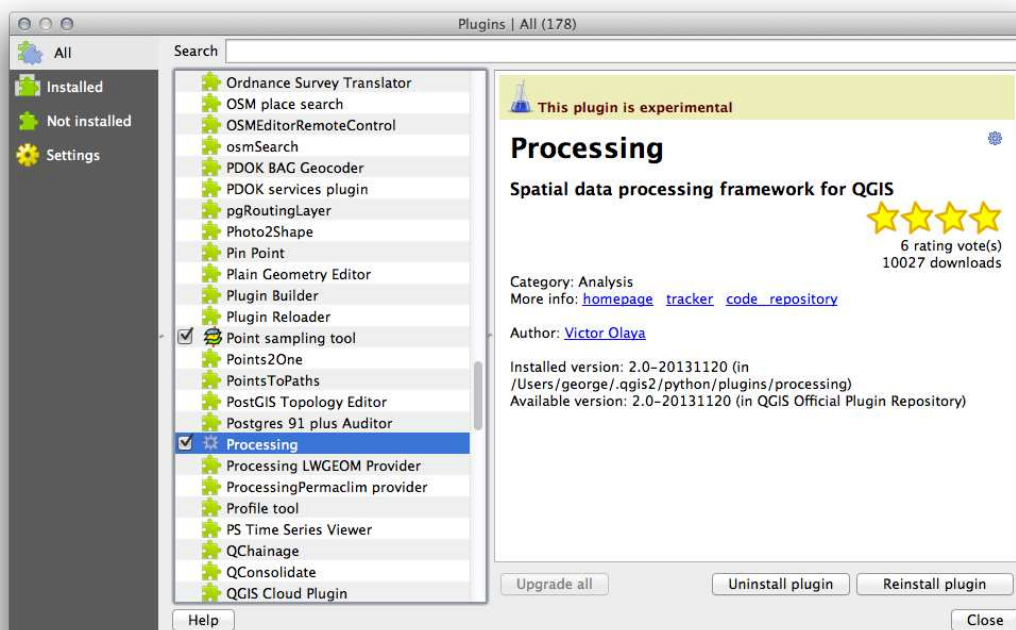 Plugins | All (178)
All
Installed
Not installed
Settings
Search
Ordnance Survey Translator
OSM place search
OSMEditorRemoteControl
osmSearch
PDOK BAG Geocoder
PDOK services plugin
pgRoutingLayer
Photo2Shape
Pin Point
Plain Geometry Editor
Plugin Builder
Plugin Reloader
Point sampling tool
Points2One
PointsToPaths
PostGIS Topology Editor
Postgres 91 plus Auditor
Processing
Processing LWGEOM Provider
ProcessingPermaclim provider
Profile tool
PS Time Series Viewer
QChainage
QConsolidate
QGIS Cloud Plugin
This plugin is experimental
Processing
Spatial data processing framework for QGIS
6 rating vote(s)
10027 downloads
Category: Analysis
More info: homepage tracker code_repository
Author: Victor Olaya
Installed version: 2.0-20131120 (in
/Users/george/.qgis2/python/plugins/processing)
Available version: 2.0-20131120 (in QGIS Official Plugin Repository)
Upgrade all
Uninstall plugin
Reinstall plugin
Help
Close